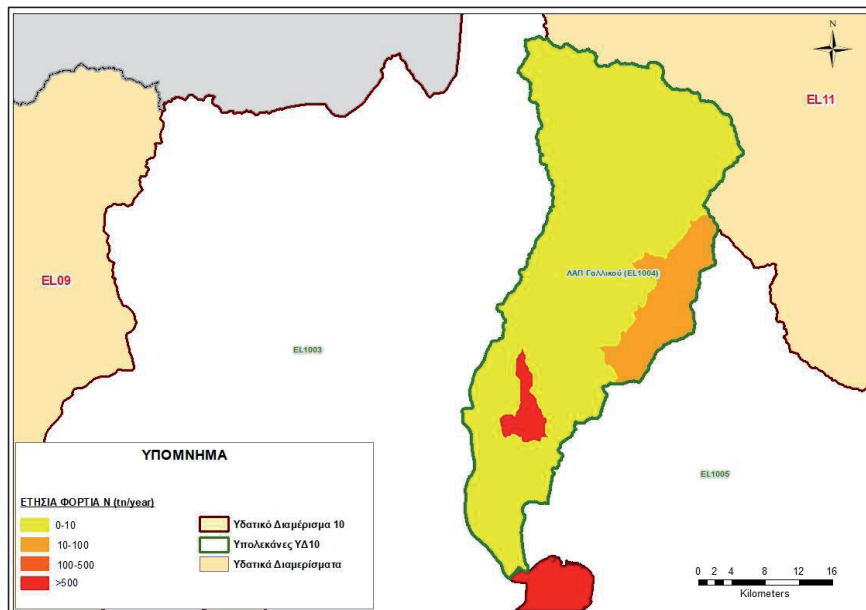 N
EL11
EL09
ΛΑΠ Γαλλικού (EL1004)
EL1003
EL1005
ΥΠΟΜΝΗΜΑ
ΕΤΗΣΙΑ ΦΟΡΤΙΑ N (tn/year)
0-10
10-100
100-500
>500
Υδατικό Διαμέρισμα 10
Υπολεκάνες ΥΔ10
Υδατικά Διαμερίσματα
0 2 4 8 12 16
Kilometers